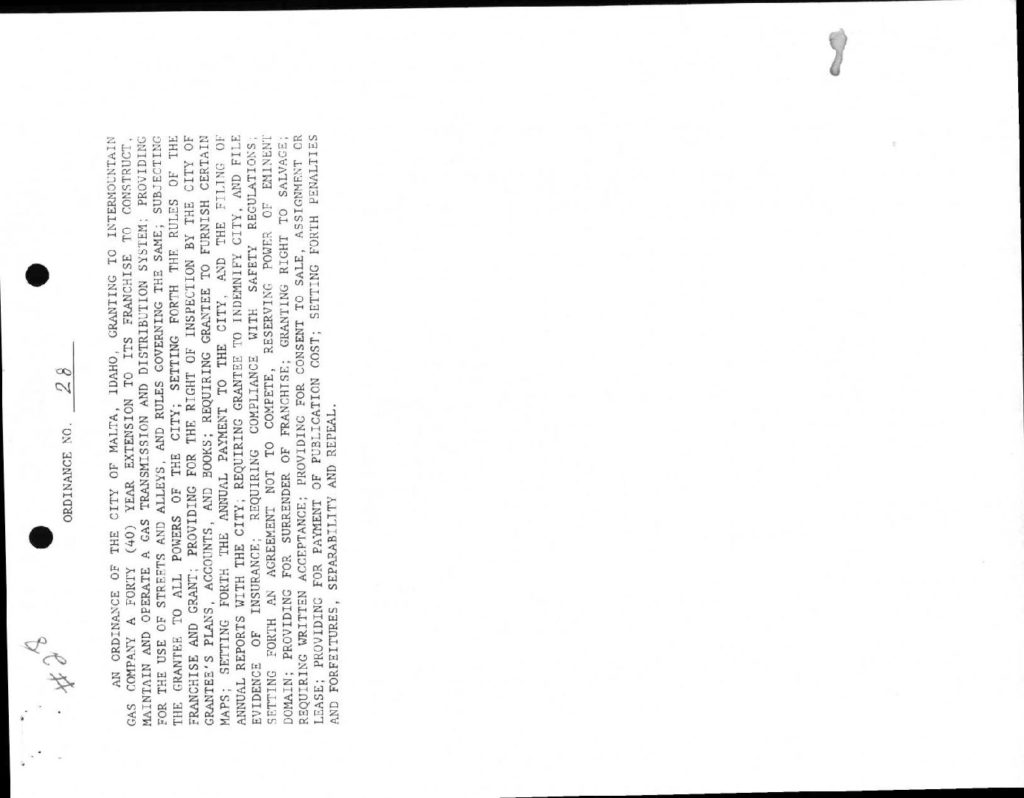 #28
ORDINANCE NO. 28
AN ORDINANCE OF THE CITY OF MALTA, IDAHO, GRANTING TO INTERMOUNTAIN
GAS COMPANY A FORTY (40) YEAR EXTENSION TO ITS FRANCHISE TO CONSTRUCT,
MAINTAIN AND OPERATE A GAS TRANSMISSION AND DISTRIBUTION SYSTEM; PROVIDING
FOR THE USE OF STREETS AND ALLEYS, AND RULES GOVERNING THE SAME; SUBJECTING
THE GRANTEE TO ALL POWERS OF THE CITY; SETTING FORTH THE RULES OF THE
FRANCHISE AND GRANT; PROVIDING FOR THE RIGHT OF INSPECTION BY THE CITY OF
GRANTEE'S PLANS, ACCOUNTS, AND BOOKS; REQUIRING GRANTEE TO FURNISH CERTAIN
MAPS; SETTING FORTH THE ANNUAL PAYMENT TO THE CITY, AND THE FILING OF
ANNUAL REPORTS WITH THE CITY; REQUIRING GRANTEE TO INDEMNIFY CITY, AND FILE
EVIDENCE OF INSURANCE; REQUIRING COMPLIANCE WITH SAFETY REGULATIONS;
SETTING FORTH AN AGREEMENT NOT TO COMPETE, RESERVING POWER OF EMINENT
DOMAIN; PROVIDING FOR SURRENDER OF FRANCHISE; GRANTING RIGHT TO SALVAGE;
REQUIRING WRITTEN ACCEPTANCE; PROVIDING FOR CONSENT TO SALE, ASSIGNMENT OR
LEASE; PROVIDING FOR PAYMENT OF PUBLICATION COST; SETTING FORTH PENALTIES
AND FORFEITURES, SEPARABILITY AND REPEAL.